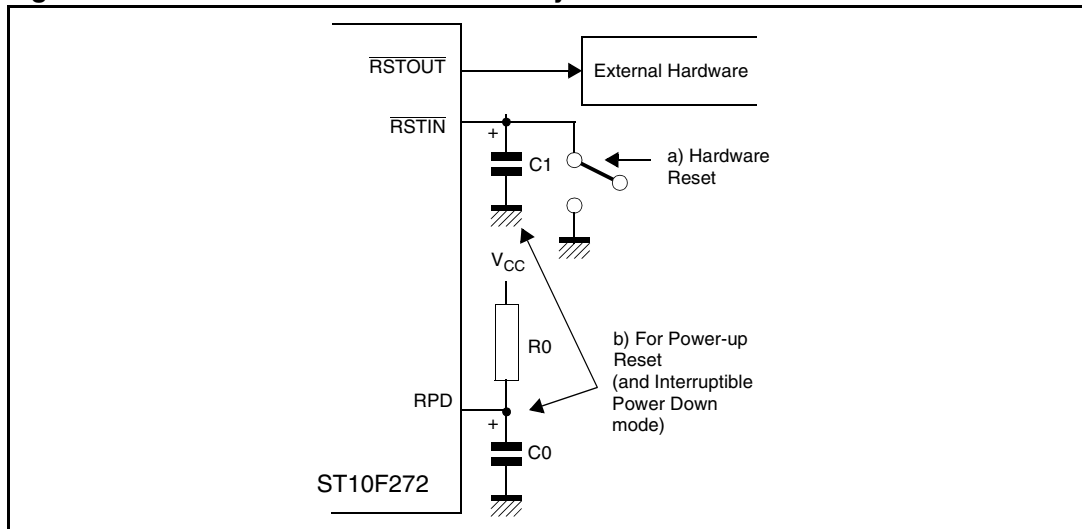 RSTOUT
External Hardware
RSTIN
+
C1
a) Hardware
Reset
VCC
R0
b) For Power-up
Reset
(and Interruptible
Power Down
mode)
RPD
+
C0
ST10F272